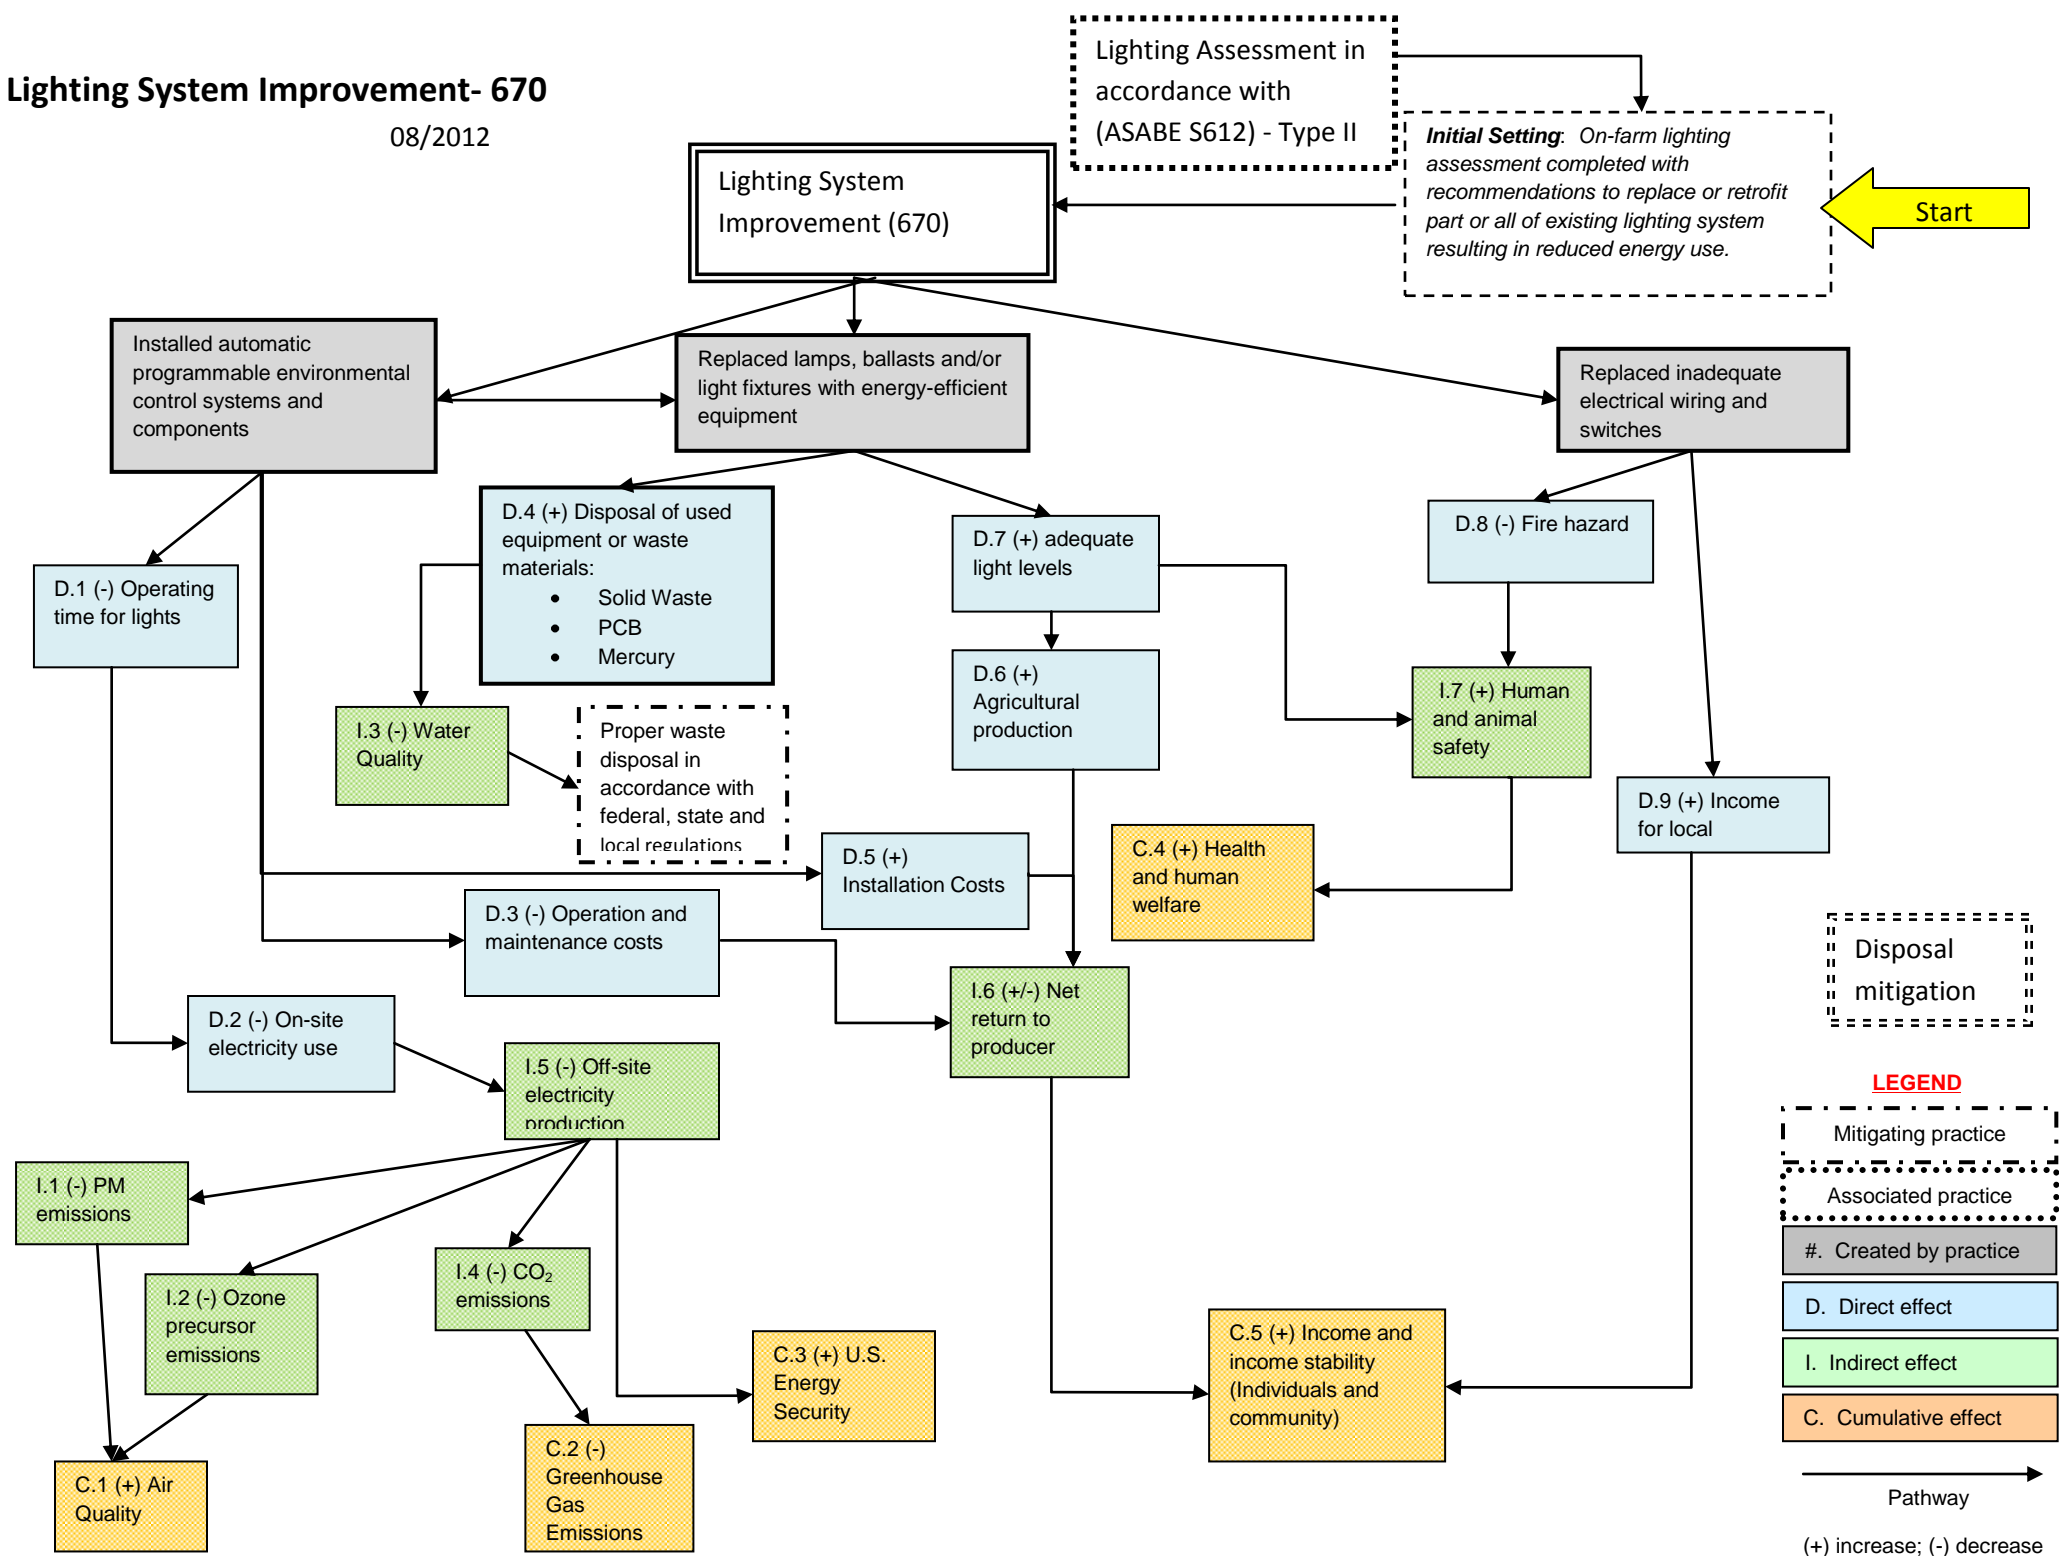 Lighting System Improvement- 670
08/2012
Lighting Assessment in
accordance with
(ASABE S612) - Type II
Initial Setting:  On-farm lighting
assessment completed with
recommendations to replace or retrofit
part or all of existing lighting system
resulting in reduced energy use.
Start
Lighting System
Improvement (670)
Installed automatic
programmable environmental
control systems and
components
Replaced lamps, ballasts and/or
light fixtures with energy-efficient
equipment
Replaced inadequate
electrical wiring and
switches
D.1 (-) Operating
time for lights
D.4 (+) Disposal of used
equipment or waste
materials:
• Solid Waste
• PCB
• Mercury
D.7 (+) adequate
light levels
D.8 (-) Fire hazard
D.6 (+)
Agricultural
production
I.7 (+) Human
and animal
safety
I.3 (-) Water
Quality
Proper waste
disposal in
accordance with
federal, state and
local regulations
D.9 (+) Income
for local
D.5 (+)
Installation Costs
C.4 (+) Health
and human
welfare
D.3 (-) Operation and
maintenance costs
Disposal
mitigation
D.2 (-) On-site
electricity use
I.6 (+/-) Net
return to
producer
I.5 (-) Off-site
electricity
production
I.1 (-) PM
emissions
I.2 (-) Ozone
precursor
emissions
I.4 (-) CO₂
emissions
C.3 (+) U.S.
Energy
Security
C.5 (+) Income and
income stability
(Individuals and
community)
C.1 (+) Air
Quality
C.2 (-)
Greenhouse
Gas
Emissions
LEGEND
Mitigating practice
Associated practice
#.  Created by practice
D.  Direct effect
I.  Indirect effect
C.  Cumulative effect
Pathway
(+) increase; (-) decrease